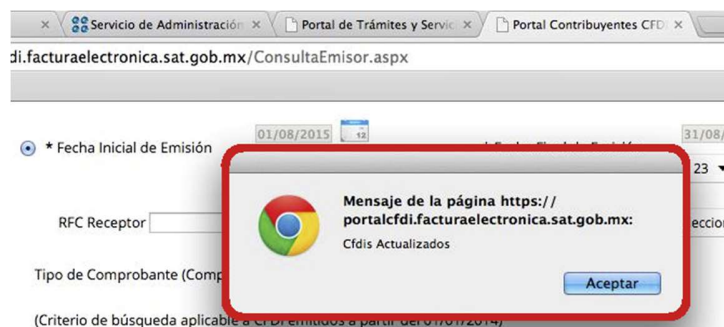 Servicio de Administración
Portal de Trámites y Servic
Portal Contribuyentes CFD
di.facturaelectronica.sat.gob.mx/ConsultaEmisor.aspx
01/08/2015
12
31/08/
* Fecha Inicial de Emisión
23
Mensaje de la página https://
portalcfdi.facturaelectronica.sat.gob.mx:
RFC Receptor
eccion
Cfdis Actualizados
Tipo de Comprobante (Comp
Aceptar
(Criterio de búsqueda aplicable a CFDI emitidos a partir del 01/01/2014)